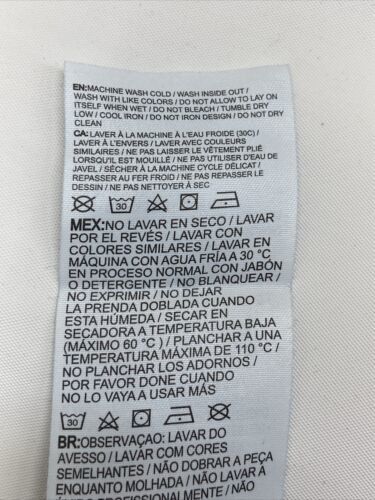 EN:MACHINE WASH COLD / WASH INSIDE OUT /
WASH WITH LIKE COLORS / DO NOT ALLOW TO LAY ON
ITSELF WHEN WET / DO NOT BLEACH / TUMBLE DRY
LOW / COOL IRON / DO NOT IRON DESIGN / DO NOT DRY
CLEAN
CA:LAVER À LA MACHINE À L'EAU FROIDE (30C) /
LAVER À L'ENVERS / LAVER AVEC COULEURS
SIMILAIRES / NE PAS LAISSER LE VÊTEMENT PLIÉ
LORSQU'IL EST MOUILLÉ / NE PAS UTILISER D'EAU DE
JAVEL / SÉCHER À LA MACHINE CYCLE DÉLICAT /
REPASSER AU FER FROID / NE PAS REPASSER LE
DESSIN / NE PAS NETTOYER À SEC
30
MEX:NO LAVAR EN SECO / LAVAR
POR EL REVÉS / LAVAR CON
COLORES SIMILARES / LAVAR EN
MÁQUINA CON AGUA FRÍA A 30 °C
EN PROCESO NORMAL CON JABÓN
O DETERGENTE / NO BLANQUEAR /
NO EXPRIMIR / NO DEJAR
LA PRENDA DOBLADA CUANDO
ESTA HÚMEDA / SECAR EN
SECADORA A TEMPERATURA BAJA
(MÁXIMO 60 °C ) / PLANCHAR A UNA
TEMPERATURA MÁXIMA DE 110 °C /
NO PLANCHAR LOS ADORNOS /
POR FAVOR DONE CUANDO
NO LO VAYA A USAR MÁS
30
BR:OBSERVAÇAO: LAVAR DO
AVESSO / LAVAR COM CORES
SEMELHANTES / NÃO DOBRAR A PEÇA
ENQUANTO MOLHADA / NÃO LAVAR À